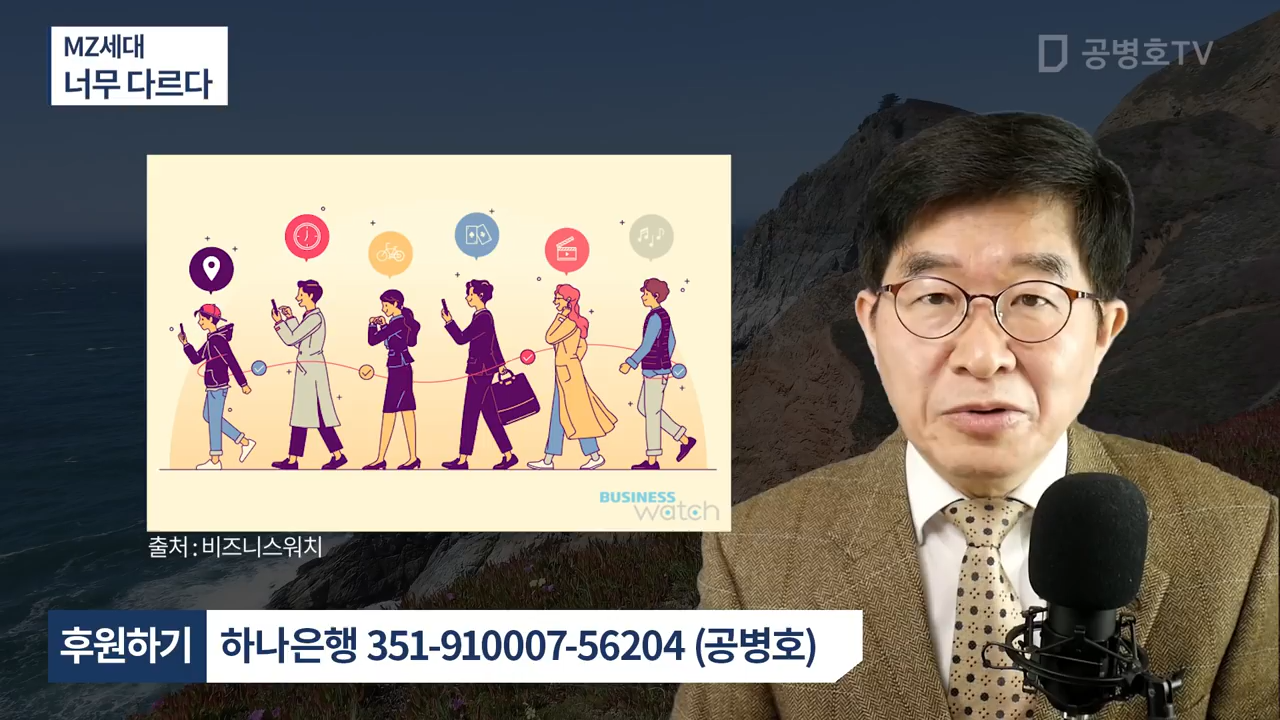 MZ세대
너무 다르다
공병호TV
BUSINESS
watch
출처 : 비즈니스워치
후원하기 하나은행 351-910007-56204 (공병호)